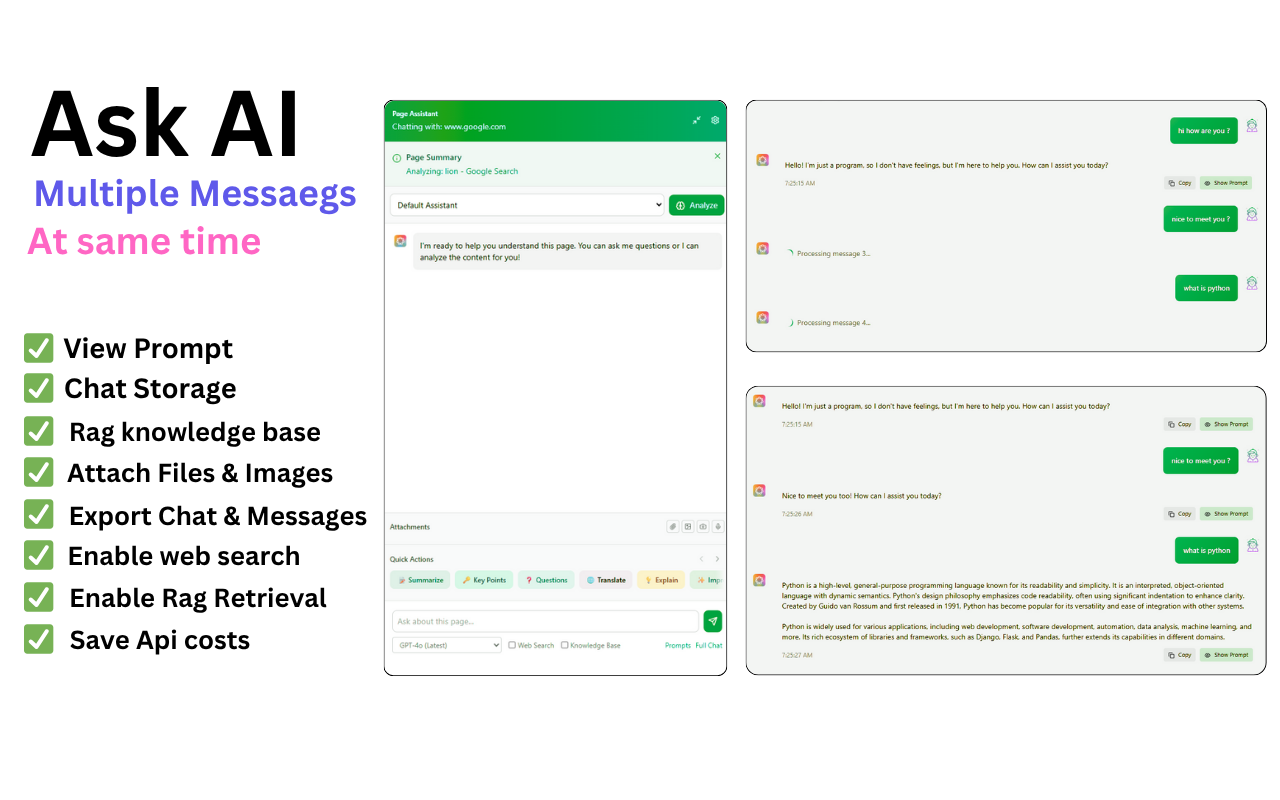 Ask AI
Multiple Messaegs
At same time
View Prompt
Chat Storage
Rag knowledge base
Attach Files & Images
Export Chat & Messages
Enable web search
Enable Rag Retrieval
Save Api costs
Page Assistant
Chatting with: www.google.com
Page Summary
Analyzing: lion - Google Search
Default Assistant
Analyze
I'm ready to help you understand this page. You can ask me questions or I can
analyze the content for you!
Attachments
Quick Actions
Summarize Key Points Questions Translate Explain Imp
Ask about this page...
GPT-4o (Latest) Web Search Knowledge Base Prompts Full Chat
hi how are you ?
Hello! I'm just a program, so I don't have feelings, but I'm here to help you. How can I assist you today?
7:25:15 AM Copy Show Prompt
nice to meet you ?
Processing message 3...
what is python
Processing message 4...
Hello! I'm just a program, so I don't have feelings, but I'm here to help you. How can I assist you today?
7:25:15 AM Copy Show Prompt
nice to meet you ?
Nice to meet you too! How can I assist you today?
7:25:26 AM Copy Show Prompt
what is python
Python is a high-level, general-purpose programming language known for its readability and simplicity. It is an interpreted, object-oriented
language with dynamic semantics. Python's design philosophy emphasizes code readability, often using significant indentation to enhance clarity.
Created by Guido van Rossum and first released in 1991, Python has become popular for its versatility and ease of integration with other systems.
Python is widely used for various applications, including web development, software development, automation, data analysis, machine learning, and
more. Its rich ecosystem of libraries and frameworks, such as Django, Flask, and Pandas, further extends its capabilities in different domains.
7:25:27 AM Copy Show Prompt